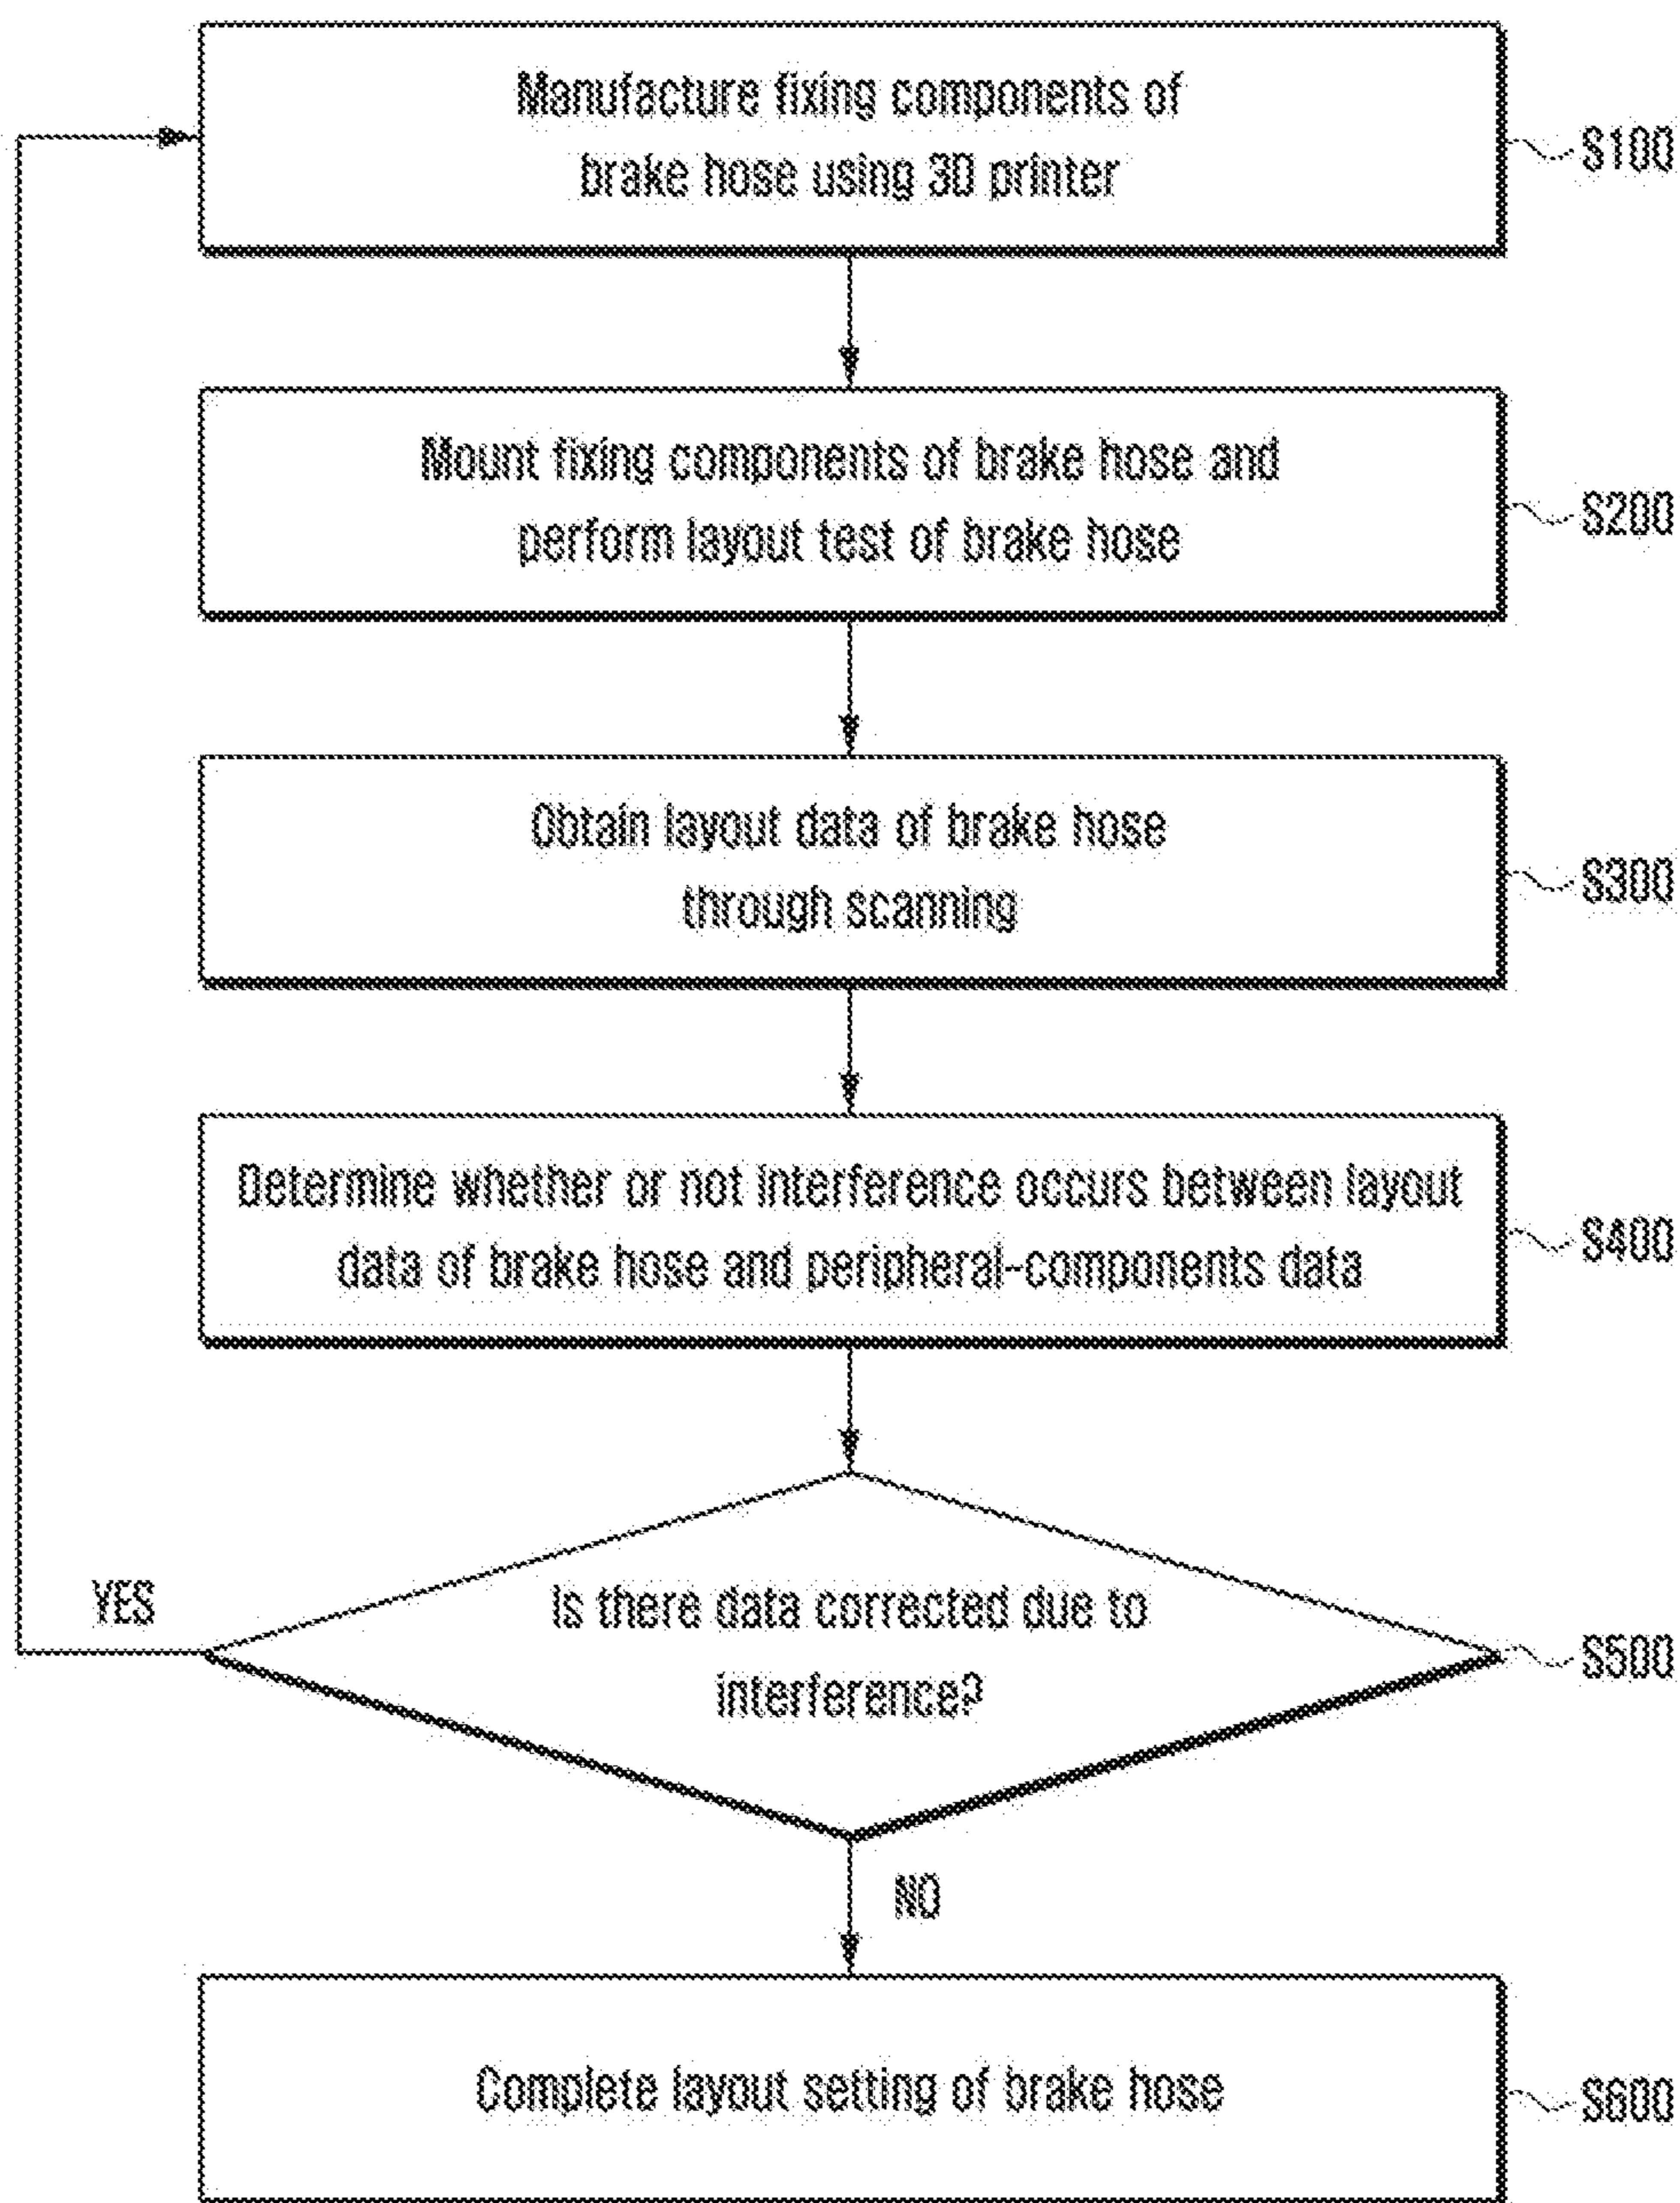 Manufacture fixing components of
brake hose using 3D printer
S100
Mount fixing components of brake hose and
perform layout test of brake hose
S200
Obtain layout data of brake hose
through scanning
S300
Determine whether or not interference occurs between layout
data of brake hose and peripheral-components data
S400
YES
Is there data corrected due to
interference?
S500
NO
Complete layout setting of brake hose
S600